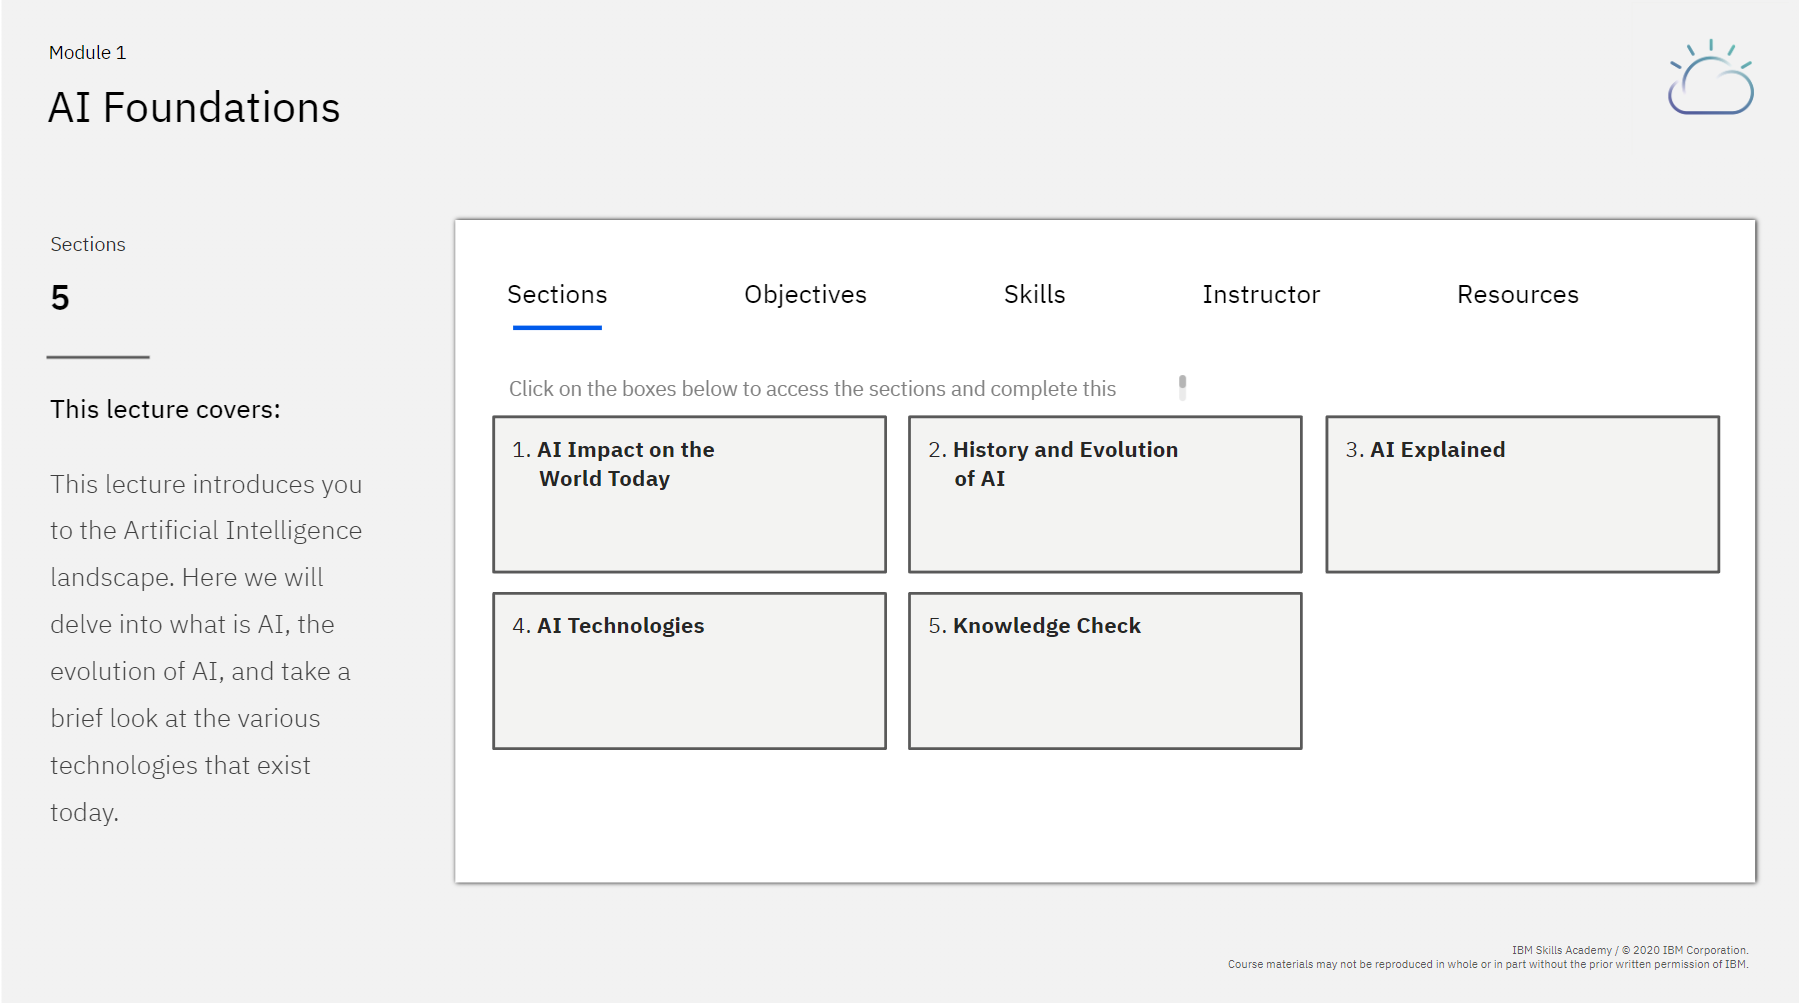 Module 1
AI Foundations
Sections
5
This lecture covers:
This lecture introduces you
to the Artificial Intelligence
landscape. Here we will
delve into what is AI, the
evolution of AI, and take a
brief look at the various
technologies that exist
today.
Sections Objectives Skills Instructor Resources
Click on the boxes below to access the sections and complete this
1. AI Impact on the
World Today
2. History and Evolution
of AI
3. AI Explained
4. AI Technologies
5. Knowledge Check
IBM Skills Academy / © 2020 IBM Corporation.
Course materials may not be reproduced in whole or in part without the prior written permission of IBM.